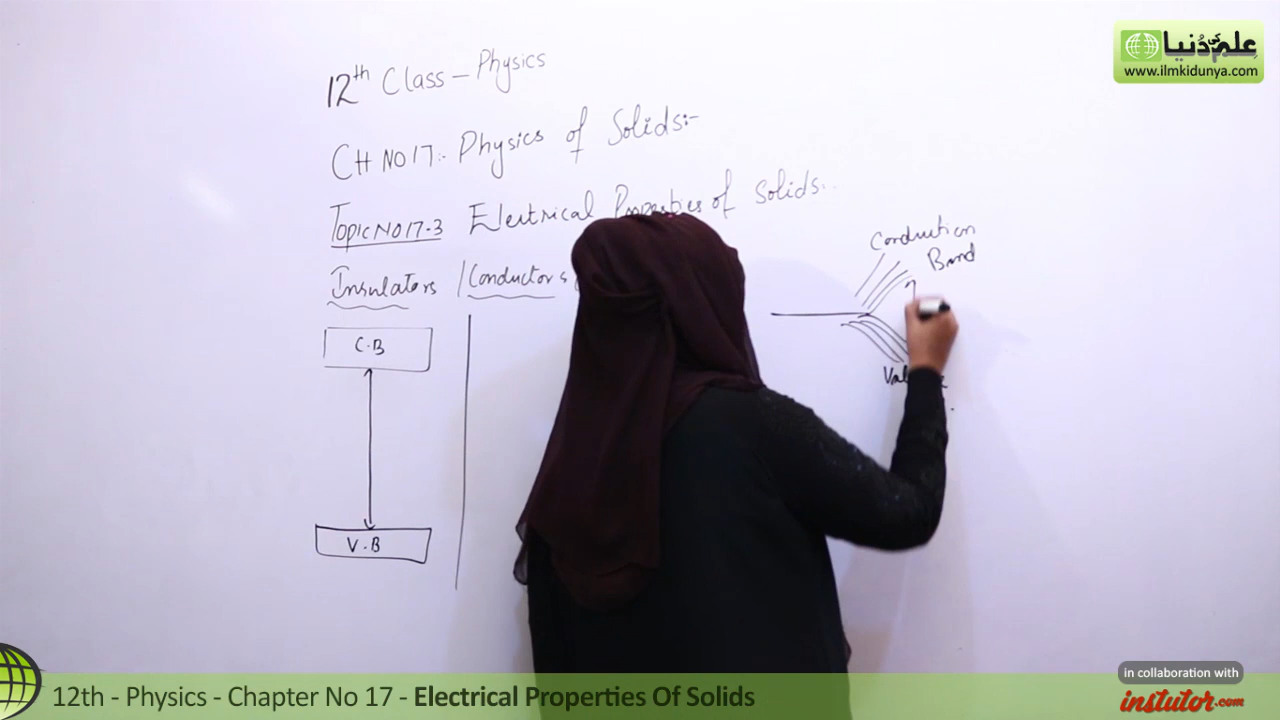 علم کی دُنیا
www.ilmkidunya.com
12th Class - Physics
CH NO 17:- Physics of Solids:-
Topic NO 17-3 Electrical Properties of Solids:-
Insulators / Conductors
Conduction
Band
C.B
V.B
in collaboration with
instutor.com
12th - Physics - Chapter No 17 - Electrical Properties Of Solids